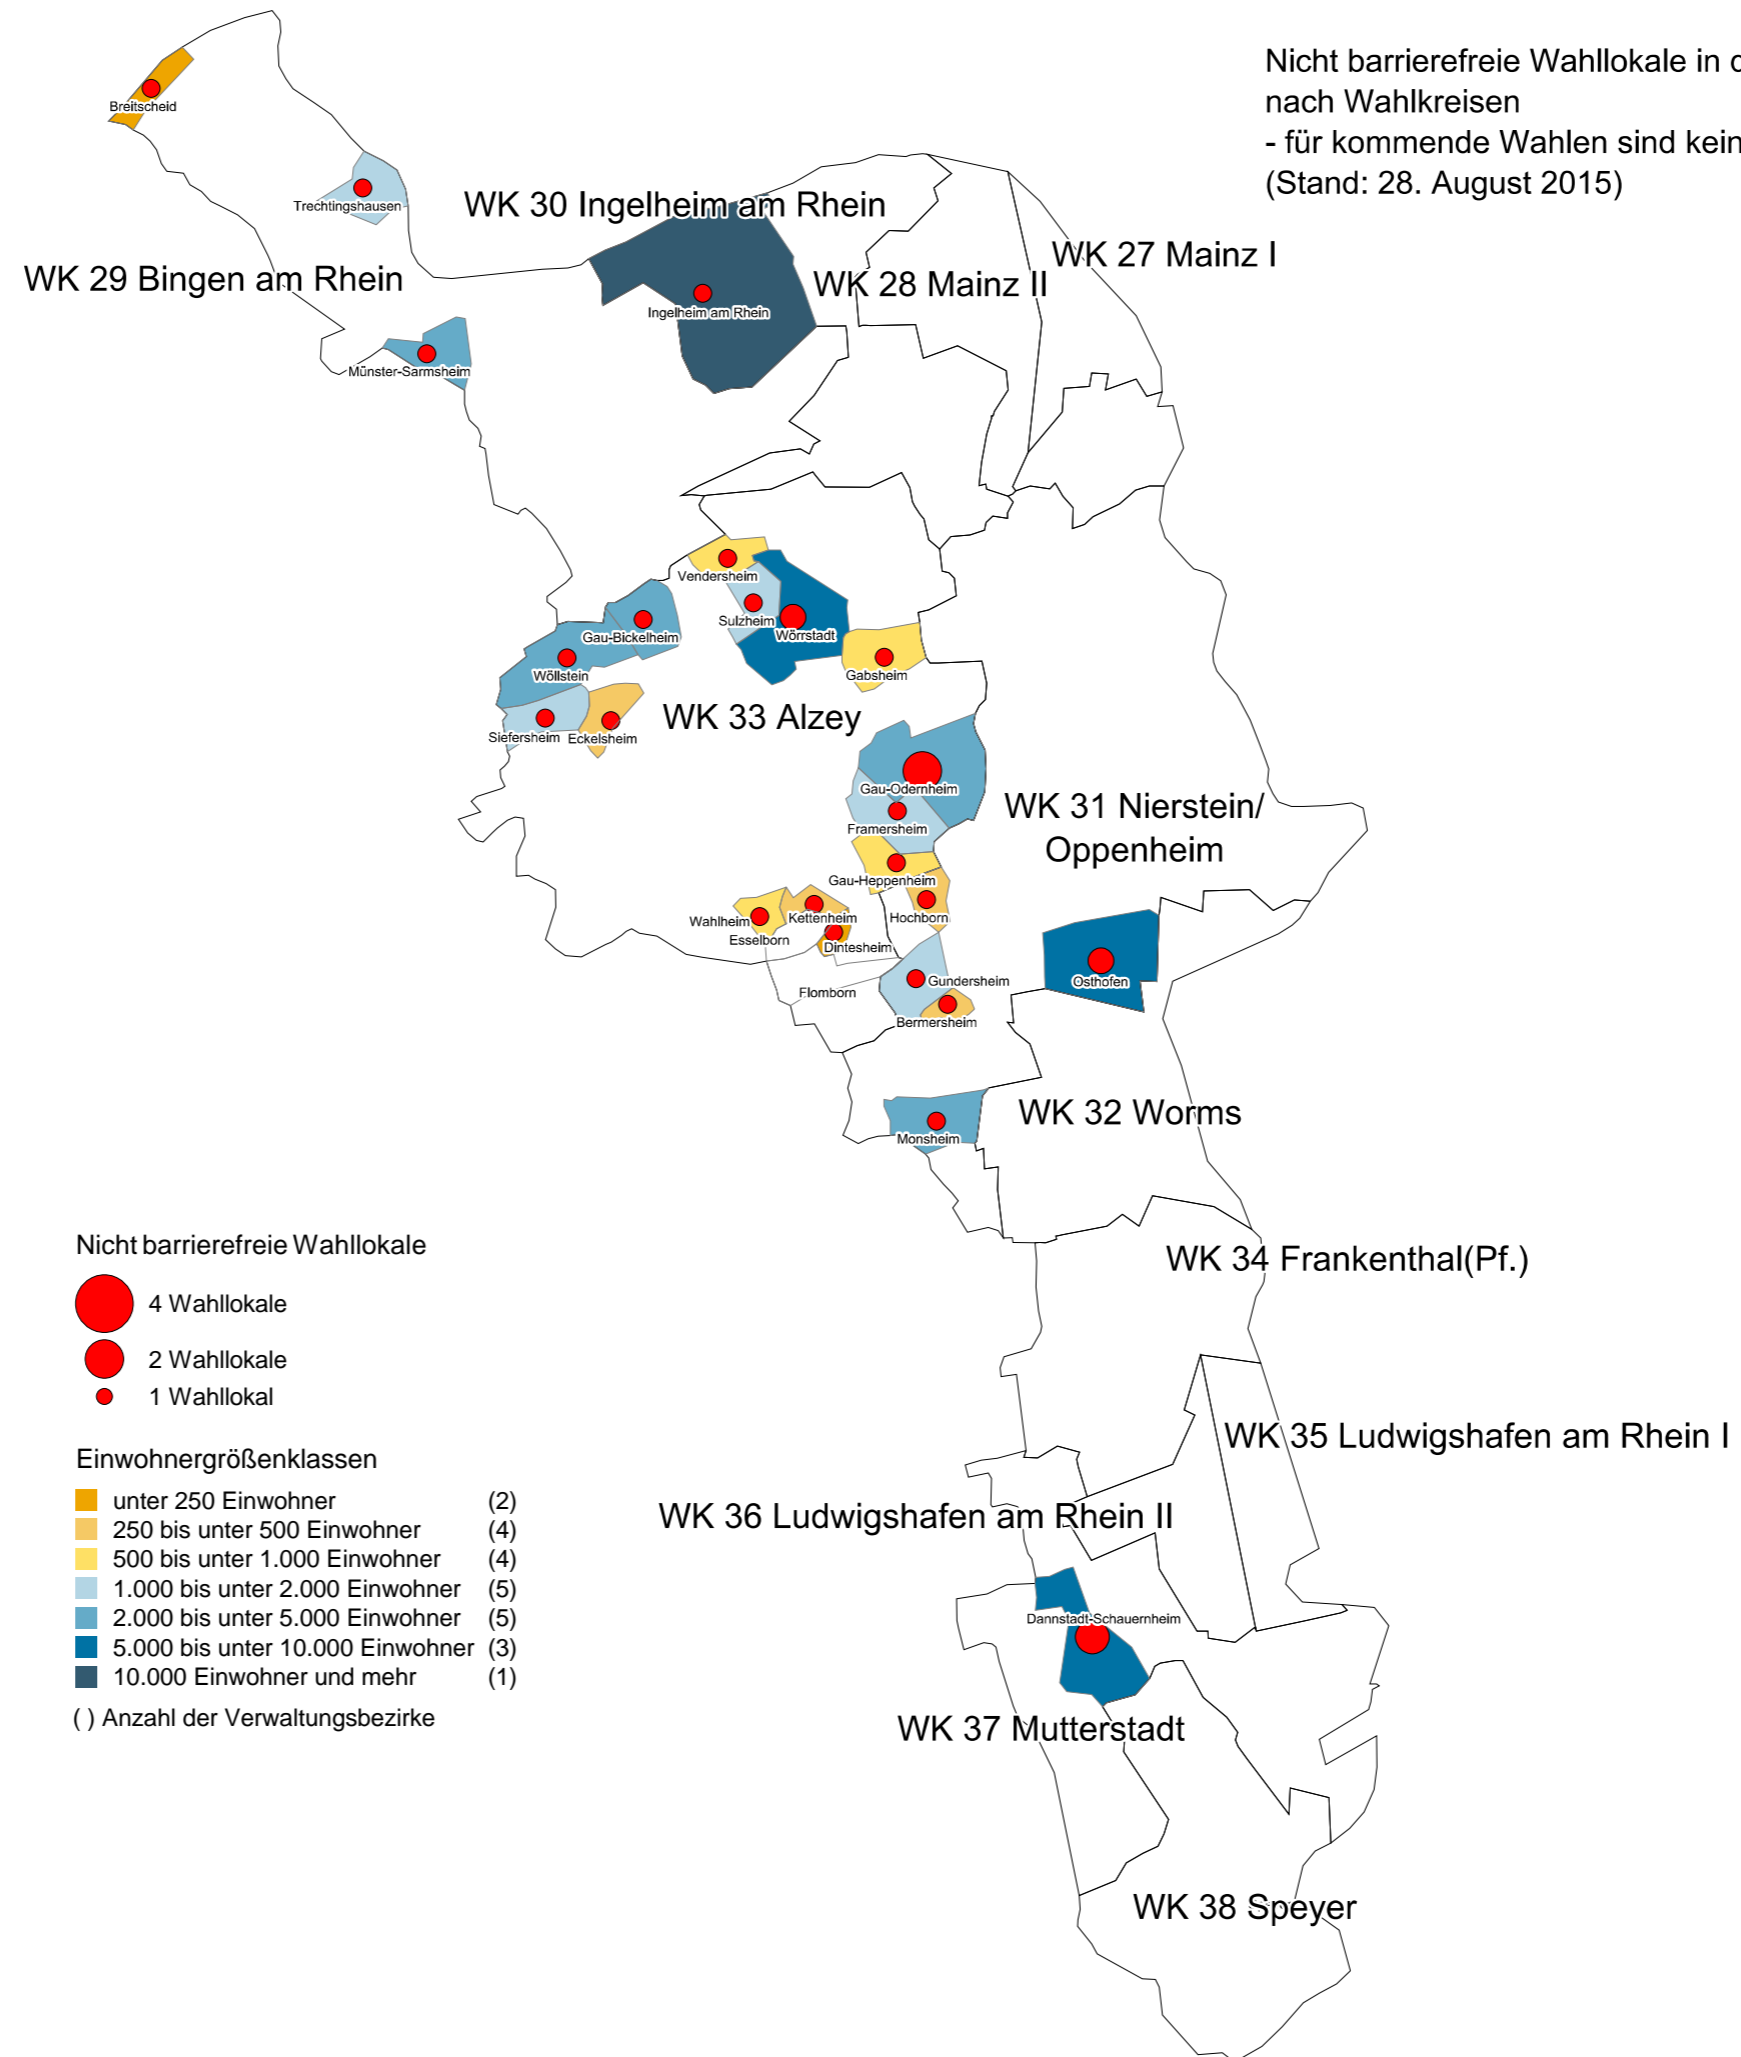 Nicht barrierefreie Wahllokale in d
nach Wahlkreisen
- für kommende Wahlen sind kein
(Stand: 28. August 2015)
Breitscheid
Trechtingshausen
WK 30 Ingelheim am Rhein
WK 27 Mainz I
WK 29 Bingen am Rhein
WK 28 Mainz II
Ingelheim am Rhein
Münster-Sarmsheim
Vendersheim
Sulzheim
Wörrstadt
Gau-Bickelheim
Wöllstein
Gabsheim
WK 33 Alzey
Siefersheim
Eckelsheim
Gau-Odernheim
WK 31 Nierstein/
Oppenheim
Framersheim
Gau-Heppenheim
Wahlheim
Kettenheim
Hochborn
Esselborn
Dintesheim
Gundersheim
Osthofen
Flomborn
Bermersheim
WK 32 Worms
Monsheim
WK 34 Frankenthal(Pf.)
WK 35 Ludwigshafen am Rhein I
WK 36 Ludwigshafen am Rhein II
Dannstadt-Schauernheim
WK 37 Mutterstadt
WK 38 Speyer
Nicht barrierefreie Wahllokale
4 Wahllokale
2 Wahllokale
1 Wahllokal
Einwohnergrößenklassen
unter 250 Einwohner (2)
250 bis unter 500 Einwohner (4)
500 bis unter 1.000 Einwohner (4)
1.000 bis unter 2.000 Einwohner (5)
2.000 bis unter 5.000 Einwohner (5)
5.000 bis unter 10.000 Einwohner (3)
10.000 Einwohner und mehr (1)
( ) Anzahl der Verwaltungsbezirke